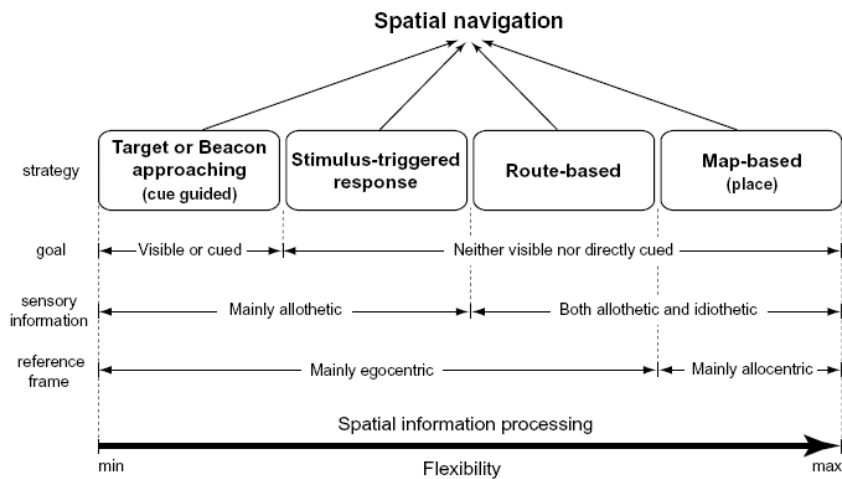 Spatial navigation
strategy
Target or Beacon
approaching
(cue guided)
Stimulus-triggered
response
Route-based
Map-based
(place)
goal
Visible or cued
Neither visible nor directly cued
sensory
information
Mainly allothetic
Both allothetic and idiothetic
reference
frame
Mainly egocentric
Mainly allocentric
Spatial information processing
min
Flexibility
max